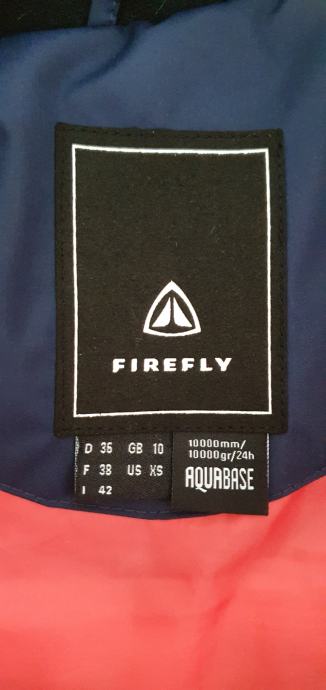 FIREFLY
D 36 GB 10
F 38 US XS
I 42
10000mm/
10000gr/24h
AQUABASE